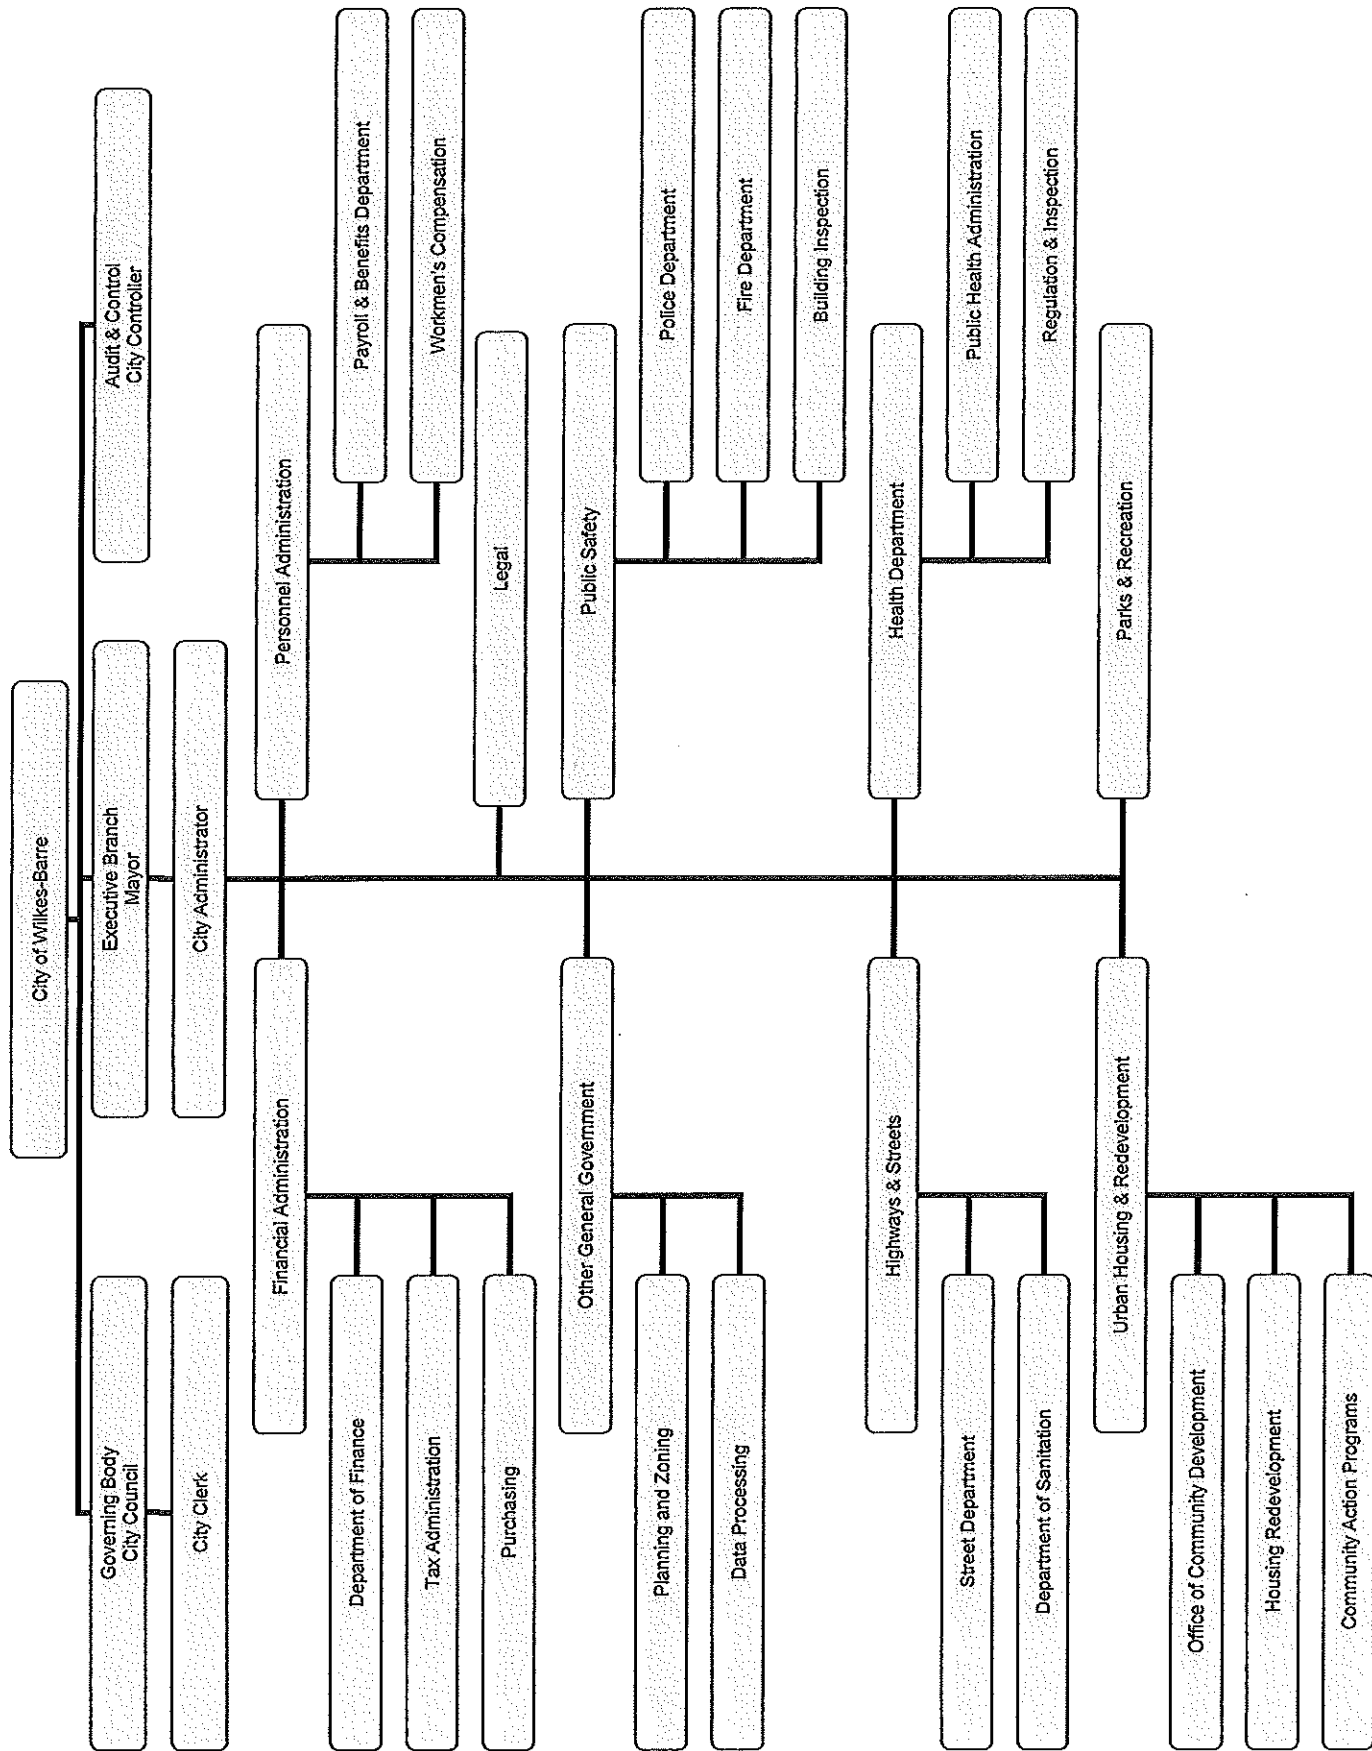 City of Wilkes-Barre
Governing Body
City Council
Executive Branch
Mayor
Audit & Control
City Controller
City Clerk
City Administrator
Financial Administration
Personnel Administration
Department of Finance
Payroll & Benefits Department
Tax Administration
Workmen's Compensation
Purchasing
Legal
Other General Government
Public Safety
Planning and Zoning
Police Department
Data Processing
Fire Department
Building Inspection
Highways & Streets
Health Department
Street Department
Public Health Administration
Department of Sanitation
Regulation & Inspection
Urban Housing & Redevelopment
Parks & Recreation
Office of Community Development
Housing Redevelopment
Community Action Programs